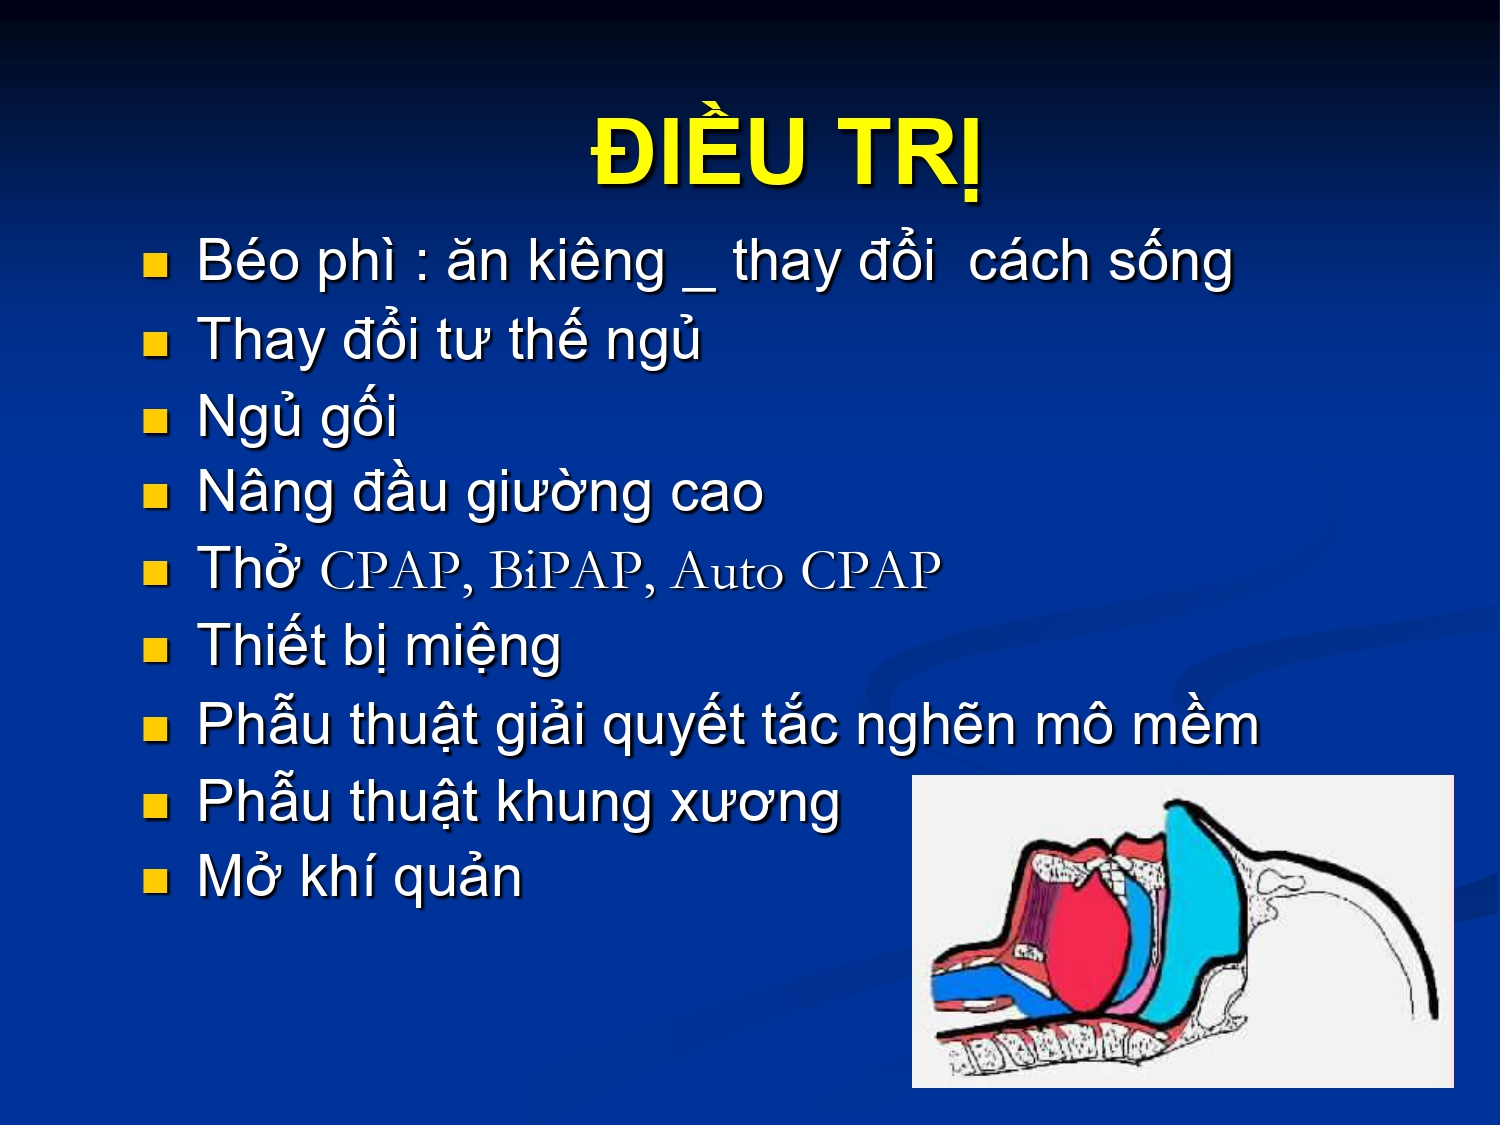 ĐIỀU TRỊ
Béo phì : ăn kiêng _ thay đổi cách sống
Thay đổi tư thế ngủ
Ngủ gối
Nâng đầu giường cao
Thở CPAP, BiPAP, Auto CPAP
Thiết bị miệng
Phẫu thuật giải quyết tắc nghẽn mô mềm
Phẫu thuật khung xương
Mở khí quản